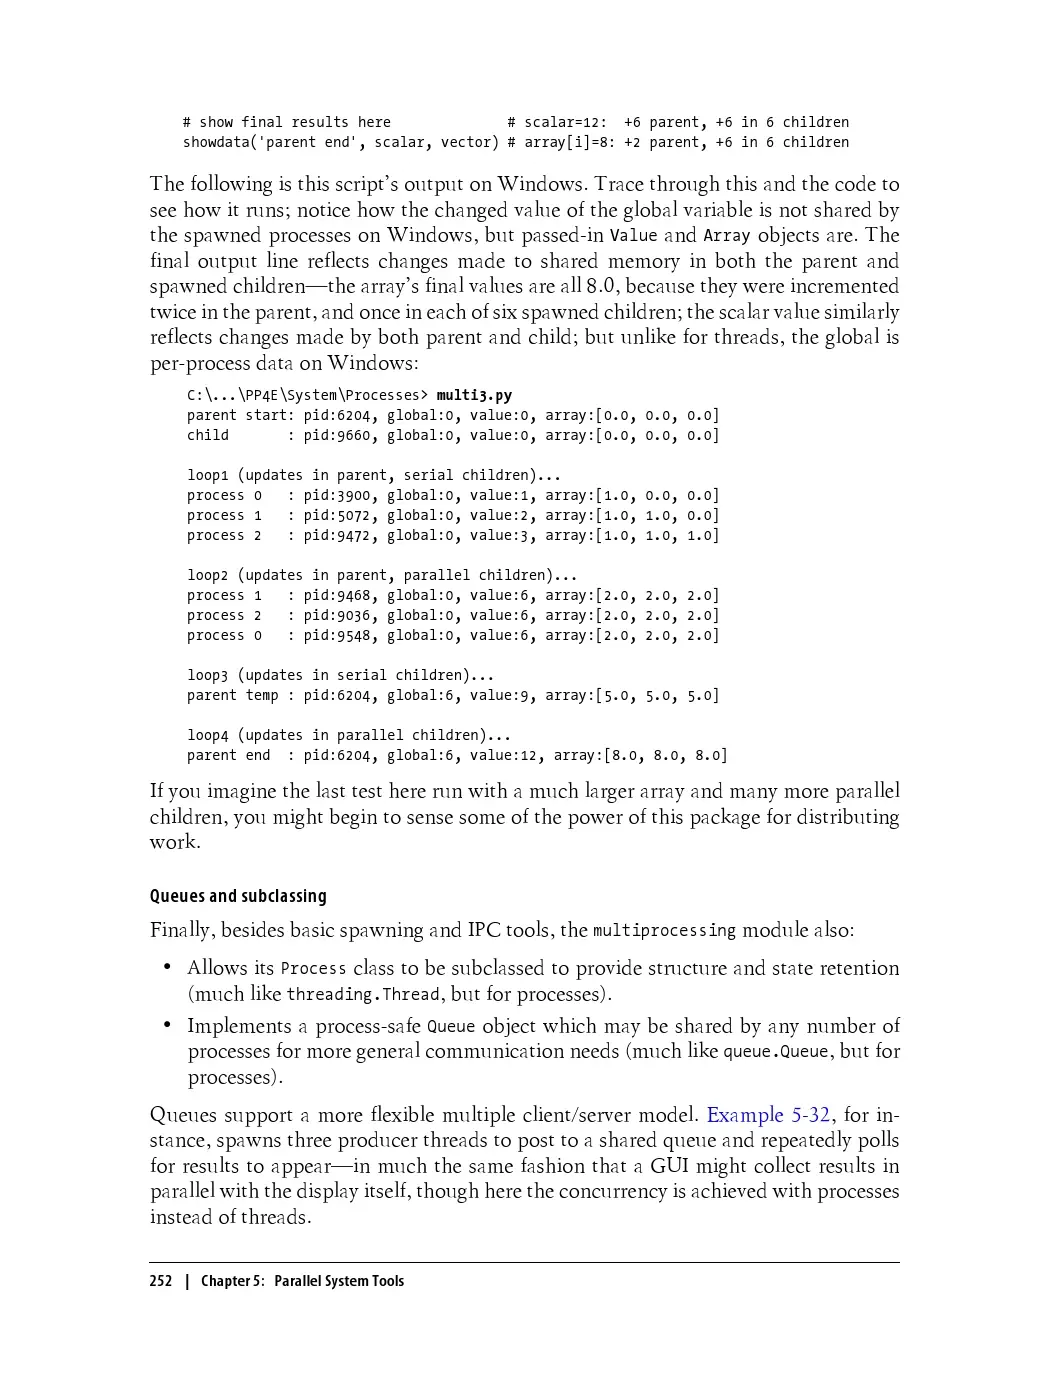 # show final results here              # scalar=12:  +6 parent, +6 in 6 children
showdata('parent end', scalar, vector) # array[i]=8: +2 parent, +6 in 6 children
The following is this script’s output on Windows. Trace through this and the code to
see how it runs; notice how the changed value of the global variable is not shared by
the spawned processes on Windows, but passed-in Value and Array objects are. The
final output line reflects changes made to shared memory in both the parent and
spawned children—the array’s final values are all 8.0, because they were incremented
twice in the parent, and once in each of six spawned children; the scalar value similarly
reflects changes made by both parent and child; but unlike for threads, the global is
per-process data on Windows:
C:\...\PP4E\System\Processes> multi3.py
parent start: pid:6204, global:0, value:0, array:[0.0, 0.0, 0.0]
child       : pid:9660, global:0, value:0, array:[0.0, 0.0, 0.0]
loop1 (updates in parent, serial children)...
process 0   : pid:3900, global:0, value:1, array:[1.0, 0.0, 0.0]
process 1   : pid:5072, global:0, value:2, array:[1.0, 1.0, 0.0]
process 2   : pid:9472, global:0, value:3, array:[1.0, 1.0, 1.0]
loop2 (updates in parent, parallel children)...
process 1   : pid:9468, global:0, value:6, array:[2.0, 2.0, 2.0]
process 2   : pid:9036, global:0, value:6, array:[2.0, 2.0, 2.0]
process 0   : pid:9548, global:0, value:6, array:[2.0, 2.0, 2.0]
loop3 (updates in serial children)...
parent temp : pid:6204, global:6, value:9, array:[5.0, 5.0, 5.0]
loop4 (updates in parallel children)...
parent end  : pid:6204, global:6, value:12, array:[8.0, 8.0, 8.0]
If you imagine the last test here run with a much larger array and many more parallel
children, you might begin to sense some of the power of this package for distributing
work.
Queues and subclassing
Finally, besides basic spawning and IPC tools, the multiprocessing module also:
• Allows its Process class to be subclassed to provide structure and state retention
(much like threading.Thread, but for processes).
• Implements a process-safe Queue object which may be shared by any number of
processes for more general communication needs (much like queue.Queue, but for
processes).
Queues support a more flexible multiple client/server model. Example 5-32, for in-
stance, spawns three producer threads to post to a shared queue and repeatedly polls
for results to appear—in much the same fashion that a GUI might collect results in
parallel with the display itself, though here the concurrency is achieved with processes
instead of threads.
252 | Chapter 5: Parallel System Tools